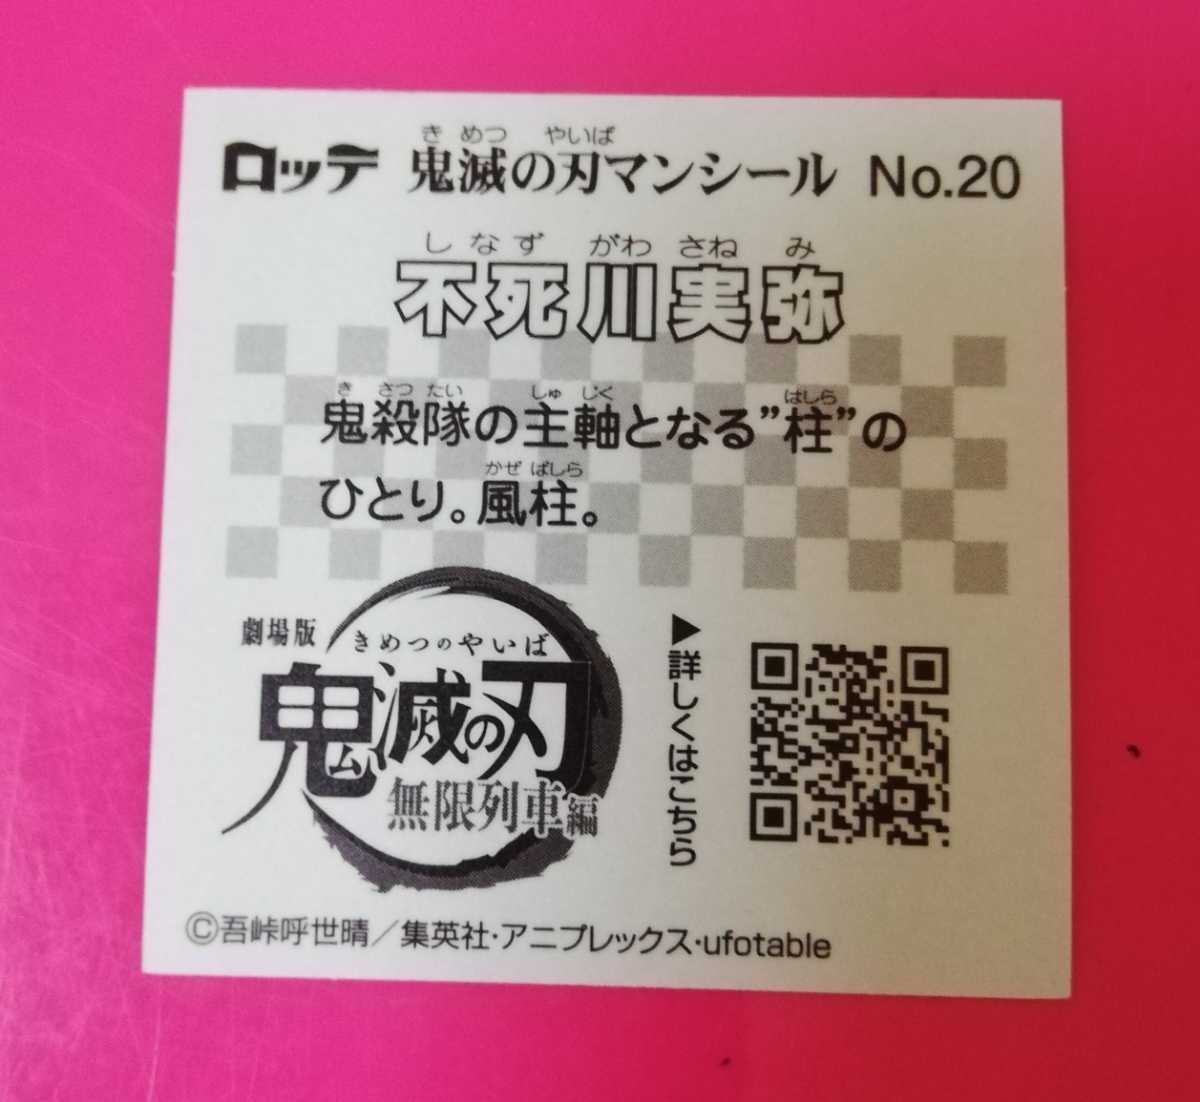 ロッテ 鬼滅の刃マンシール No.20
きめつ やいば
しなずがわさねみ
不死川実弥
きさつたい しゅじく ばしら
鬼殺隊の主軸となる”柱”の
かぜばしら
ひとり。風柱。
劇場版
きめつのやいば
鬼滅の刃
無限列車編
▶詳しくはこちら
©吾峠呼世晴／集英社・アニプレックス・ufotable